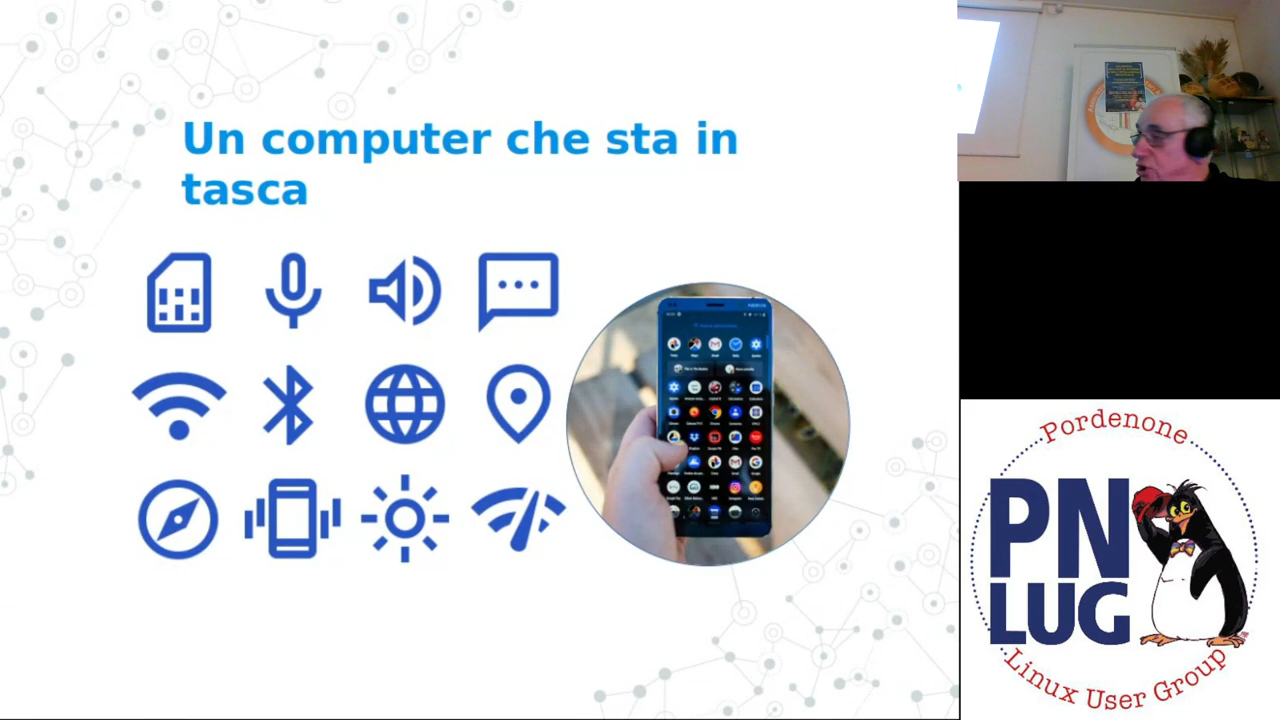 Un computer che sta in
tasca
Pordenone
PN
LUG
Linux User Group